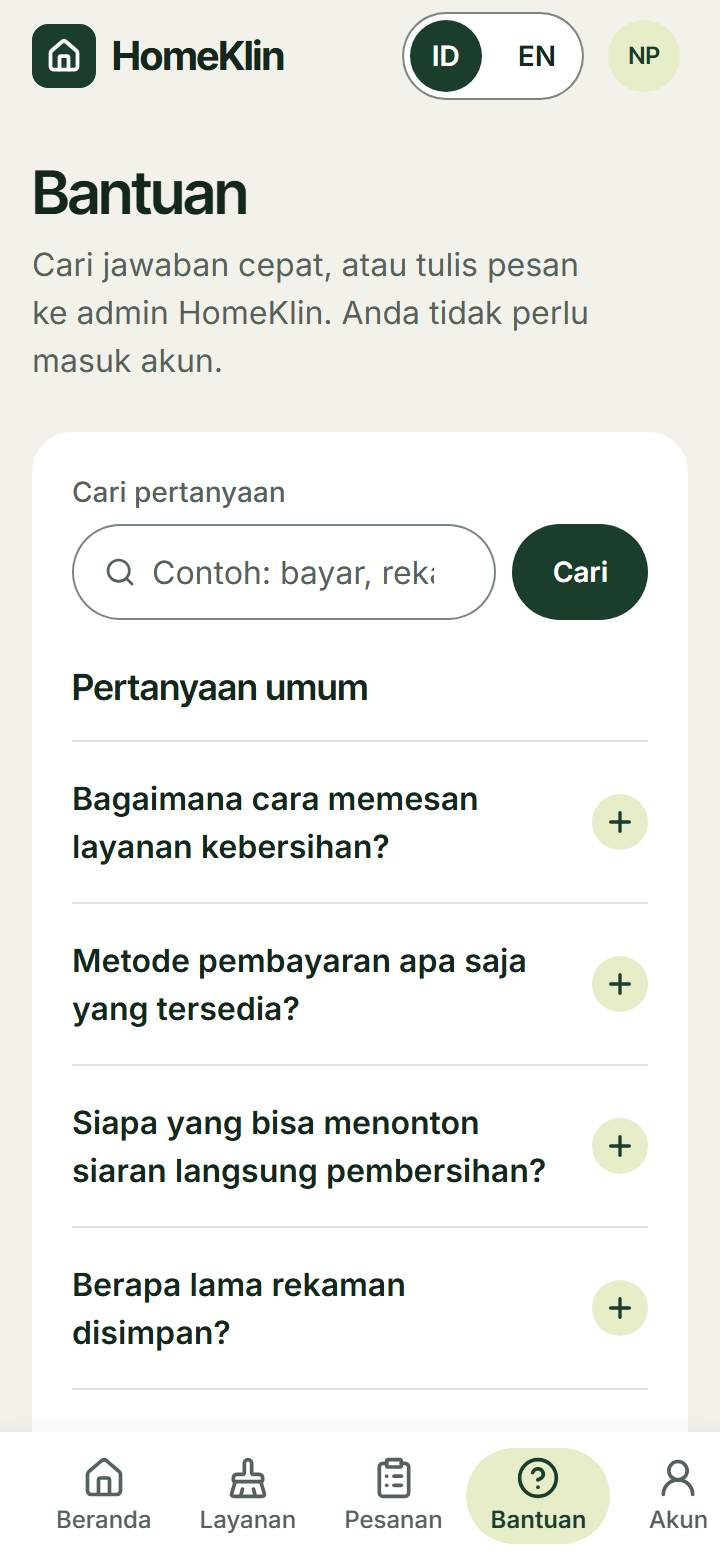 HomeKlin
ID
EN
NP
Bantuan
Cari jawaban cepat, atau tulis pesan
ke admin HomeKlin. Anda tidak perlu
masuk akun.
Cari pertanyaan
Contoh: bayar, reka
Cari
Pertanyaan umum
Bagaimana cara memesan
layanan kebersihan?
Metode pembayaran apa saja
yang tersedia?
Siapa yang bisa menonton
siaran langsung pembersihan?
Berapa lama rekaman
disimpan?
Beranda
Layanan
Pesanan
Bantuan
Akun